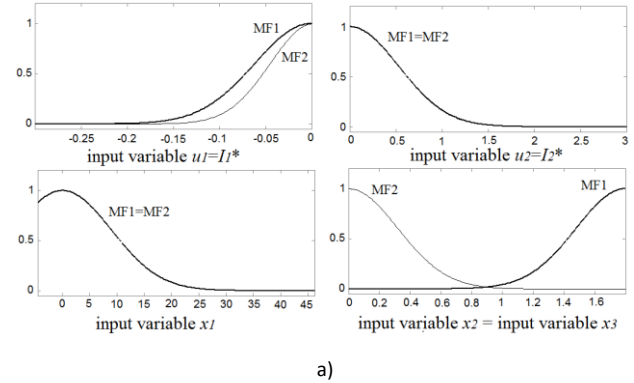 1
MF1
MF2
0.5
0
-0.25 -0.2 -0.15 -0.1 -0.05 0
input variable u1=I1*
1
MF1=MF2
0.5
0
0 0.5 1 1.5 2 2.5 3
input variable u2=I2*
1
MF1=MF2
0.5
0
0 5 10 15 20 25 30 35 40 45
input variable x1
1
MF2
MF1
0.5
0
0 0.2 0.4 0.6 0.8 1 1.2 1.4 1.6
input variable x2 = input variable x3
a)